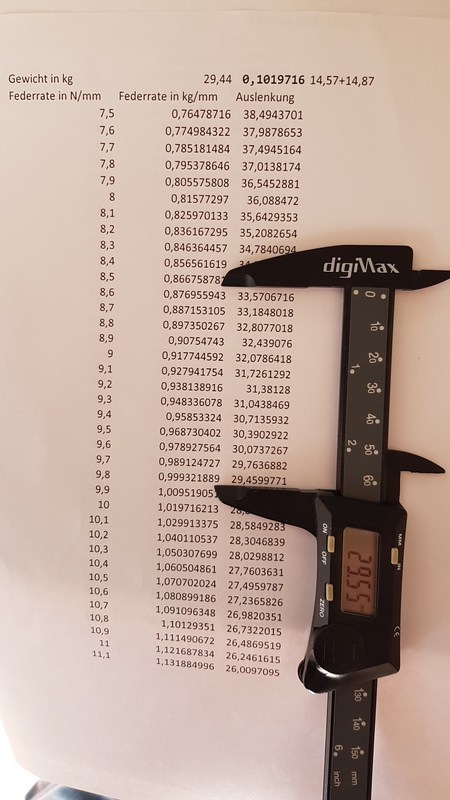 Gewicht in kg 29,44 0,1019716 14,57+14,87
Federrate in N/mm Federrate in kg/mm Auslenkung
7,5 0,76478716 38,4943701
7,6 0,774984322 37,9878653
7,7 0,785181484 37,4945164
7,8 0,795378646 37,0138174
7,9 0,805575808 36,5452881
8 0,81577297 36,088472
8,1 0,825970133 35,6429353
8,2 0,836167295 35,2082654
8,3 0,846364457 34,7840694
8,4 0,856561619
8,5
8,6 0,876955943 33,5706716
8,7 0,887153105 33,1848018
8,8 0,897350267 32,8077018
8,9 0,90754743 32,439076
9 0,917744592 32,0786418
9,1 0,927941754 31,7261292
9,2 0,938138916 31,38128
9,3 0,948336078 31,0438469
9,4 0,95853324 30,7135932
9,5 0,968730402 30,3902922
9,6 0,978927564 30,0737267
9,7 0,989124727 29,7636882
9,8 0,999321889 29,4599771
9,9
10 1,019716213
10,1 1,029913375 28,5849283
10,2 1,040110537 28,3046839
10,3 1,050307699 28,0298812
10,4 1,060504861 27,7603631
10,5 1,070702024 27,4959787
10,6 1,080899186 27,2365826
10,7 1,091096348 26,9820351
10,8 1,10129351 26,7322015
10,9 1,111490672 26,4869519
11 1,121687834 26,2461615
11,1 1,131884996 26,0097095
digiMax
0
10
20
1
30
40
2
50
60
ON
OFF
MM
IN
29.55
ZERO
CE
130
140
6
150
inch
mm